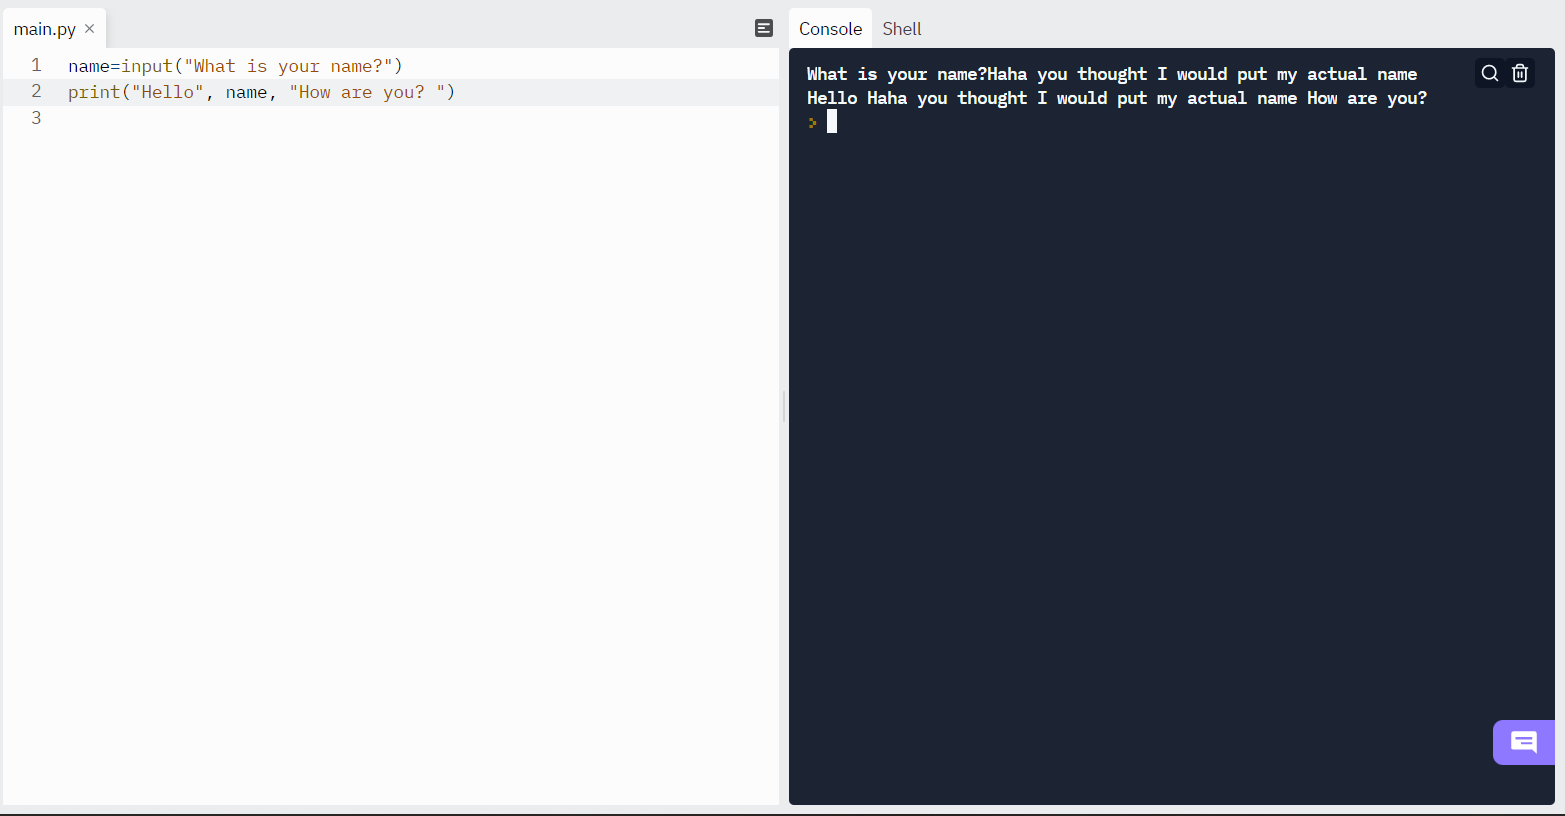 main.py ×
1 name=input("What is your name?")
2 print("Hello", name, "How are you? ")
3
Console Shell
What is your name?Haha you thought I would put my actual name
Hello Haha you thought I would put my actual name How are you?
>